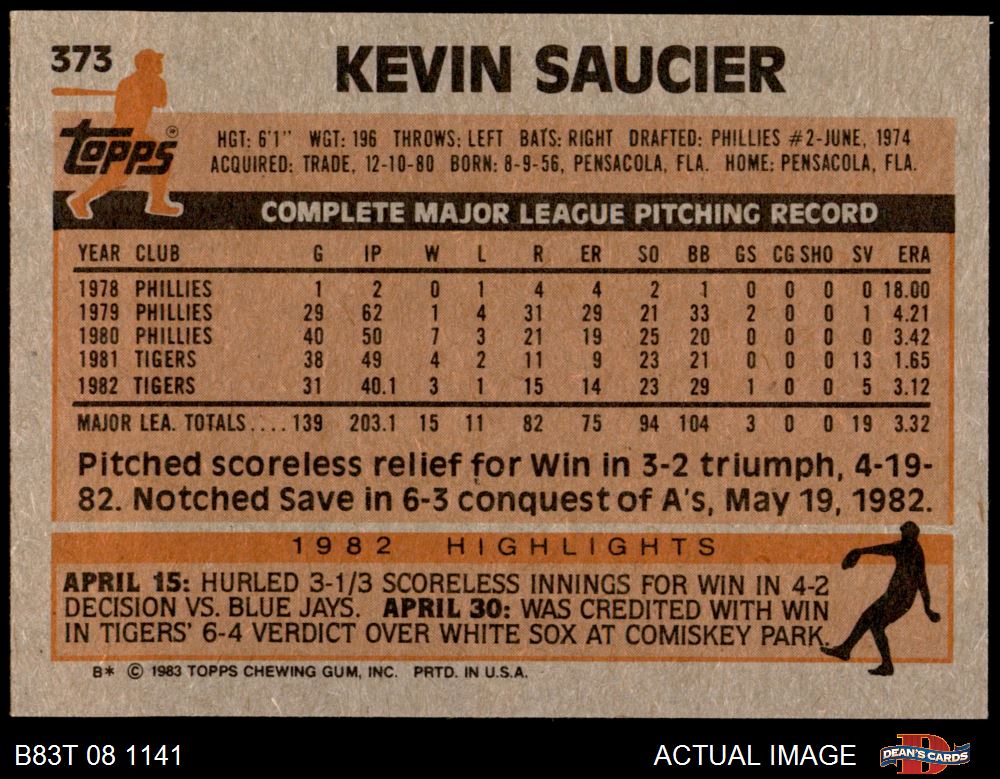 373
KEVIN SAUCIER
Topps®
HGT: 6'1" WGT: 196 THROWS: LEFT BATS: RIGHT DRAFTED: PHILLIES #2-JUNE, 1974
ACQUIRED: TRADE, 12-10-80 BORN: 8-9-56, PENSACOLA, FLA. HOME: PENSACOLA, FLA.
COMPLETE MAJOR LEAGUE PITCHING RECORD
YEAR CLUB G IP W L R ER SO BB GS CG SHO SV ERA
1978 PHILLIES 1 2 0 1 4 4 2 1 0 0 0 0 18.00
1979 PHILLIES 29 62 1 4 31 29 21 33 2 0 0 1 4.21
1980 PHILLIES 40 50 7 3 21 19 25 20 0 0 0 0 3.42
1981 TIGERS 38 49 4 2 11 9 23 21 0 0 0 13 1.65
1982 TIGERS 31 40.1 3 1 15 14 23 29 1 0 0 5 3.12
MAJOR LEA. TOTALS.... 139 203.1 15 11 82 75 94 104 3 0 0 19 3.32
Pitched scoreless relief for Win in 3-2 triumph, 4-19-
82. Notched Save in 6-3 conquest of A's, May 19, 1982.
1982 HIGHLIGHTS
APRIL 15: HURLED 3-1/3 SCORELESS INNINGS FOR WIN IN 4-2
DECISION VS. BLUE JAYS. APRIL 30: WAS CREDITED WITH WIN
IN TIGERS' 6-4 VERDICT OVER WHITE SOX AT COMISKEY PARK.
B* © 1983 TOPPS CHEWING GUM, INC. PRTD. IN U.S.A.
B83T 08 1141
ACTUAL IMAGE
D
DEAN'S CARDS